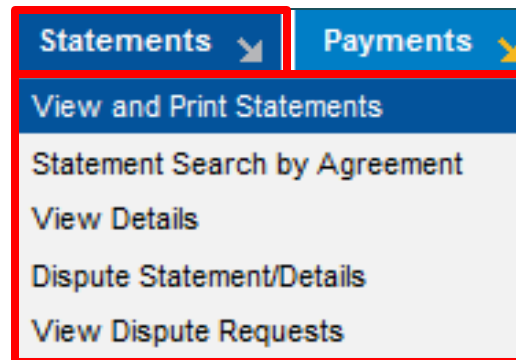 Statements Payments
View and Print Statements
Statement Search by Agreement
View Details
Dispute Statement/Details
View Dispute Requests